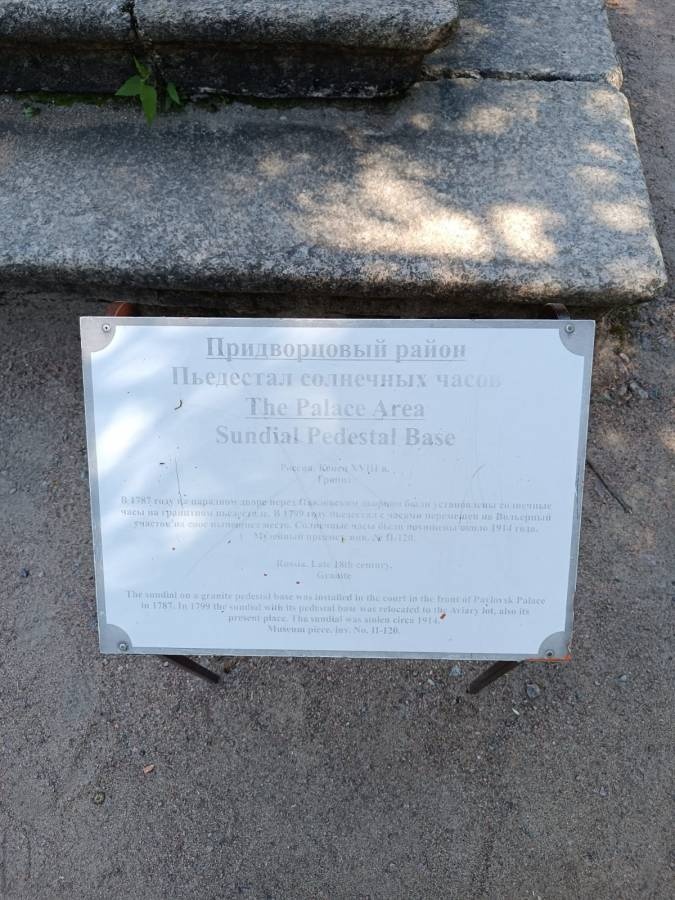 Придворцовый район
Пьедестал солнечных часов
The Palace Area
Sundial Pedestal Base
Россия. Конец XVIII в.
Гранит
В 1787 году на парадном дворе перед Павловским дворцом были установлены солнечные
часы на гранитном пьедестале. В 1799 году пьедестал с часами перемещен на Вольерный
участок на свое нынешнее место. Солнечные часы были похищены около 1914 года.
Музейный предмет инв. № П-120.
Russia. Late 18th century.
Granite
The sundial on a granite pedestal base was installed in the court in the front of Pavlovsk Palace
in 1787. In 1799 the sundial with its pedestal base was relocated to the Aviary lot, also its
present place. The sundial was stolen circa 1914.
Museum piece, inv. No. II-120.